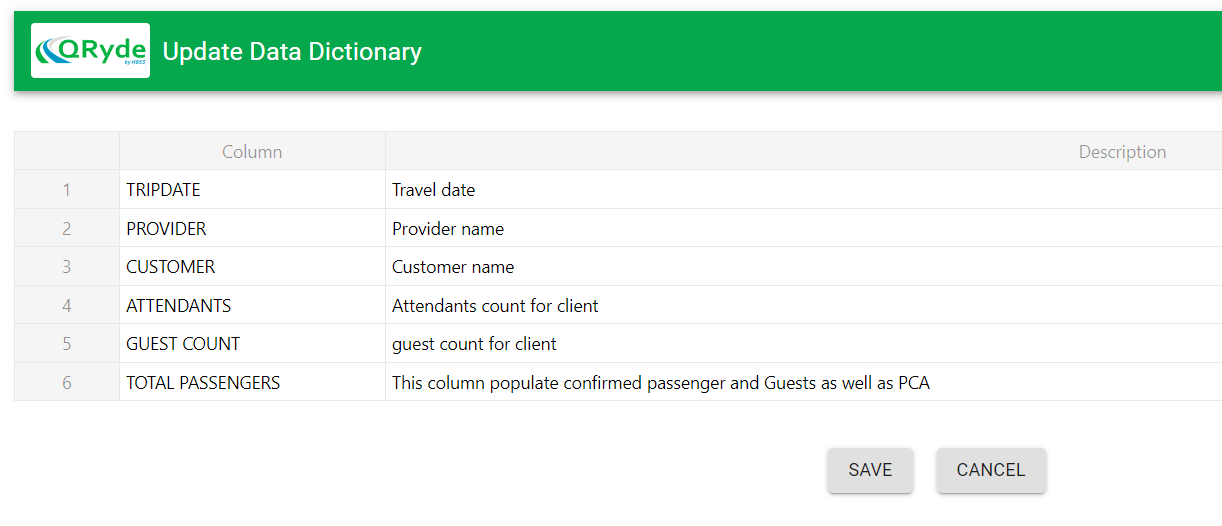 QRyde
by HBSS
Update Data Dictionary
Column Description
1 TRIPDATE Travel date
2 PROVIDER Provider name
3 CUSTOMER Customer name
4 ATTENDANTS Attendants count for client
5 GUEST COUNT guest count for client
6 TOTAL PASSENGERS This column populate confirmed passenger and Guests as well as PCA
SAVE CANCEL